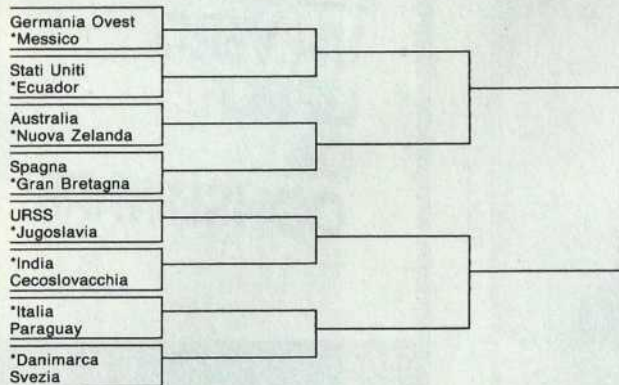 Germania Ovest
*Messico
Stati Uniti
*Ecuador
Australia
*Nuova Zelanda
Spagna
*Gran Bretagna
URSS
*Jugoslavia
*India
Cecoslovacchia
*Italia
Paraguay
*Danimarca
Svezia